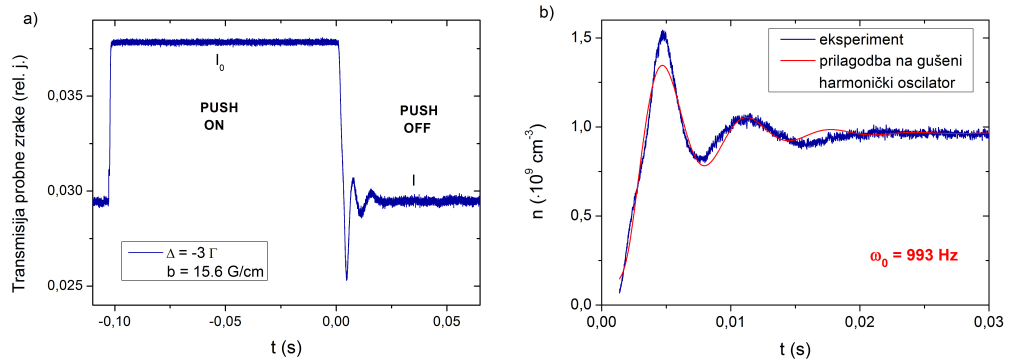 a)
Transmisija probne zrake (rel. j.)
0,035
0,030
0,025
I₀
PUSH
ON
PUSH
OFF
I
Δ = -3 Γ
b = 15.6 G/cm
-0,10
-0,05
0,00
0,05
t (s)
b)
n (·10⁹ cm⁻³)
1,5
1,0
0,5
0,0
eksperiment
prilagodba na gušeni
harmonički oscilator
ω₀ = 993 Hz
0,00
0,01
0,02
0,03
t (s)